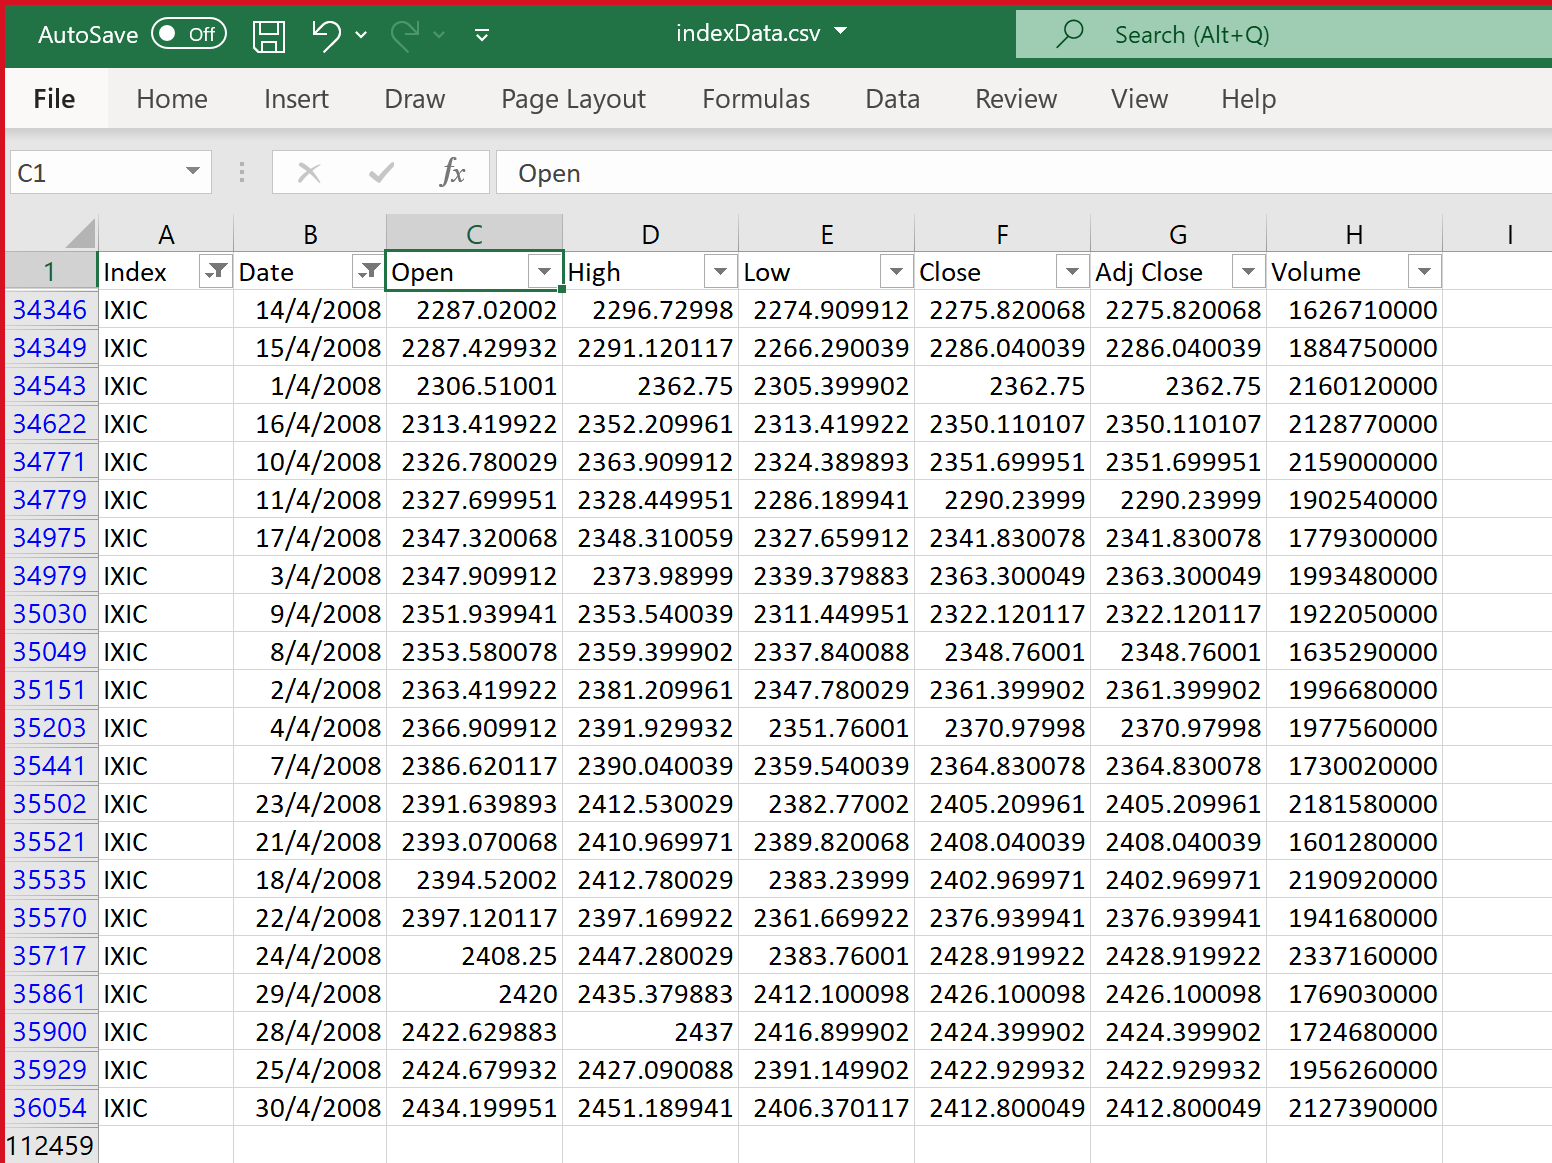 AutoSave Off indexData.csv Search (Alt+Q)
File Home Insert Draw Page Layout Formulas Data Review View Help
C1 fx Open
A B C D E F G H I
1 Index Date Open High Low Close Adj Close Volume
34346 IXIC 14/4/2008 2287.02002 2296.72998 2274.909912 2275.820068 2275.820068 1626710000
34349 IXIC 15/4/2008 2287.429932 2291.120117 2266.290039 2286.040039 2286.040039 1884750000
34543 IXIC 1/4/2008 2306.51001 2362.75 2305.399902 2362.75 2362.75 2160120000
34622 IXIC 16/4/2008 2313.419922 2352.209961 2313.419922 2350.110107 2350.110107 2128770000
34771 IXIC 10/4/2008 2326.780029 2363.909912 2324.389893 2351.699951 2351.699951 2159000000
34779 IXIC 11/4/2008 2327.699951 2328.449951 2286.189941 2290.23999 2290.23999 1902540000
34975 IXIC 17/4/2008 2347.320068 2348.310059 2327.659912 2341.830078 2341.830078 1779300000
34979 IXIC 3/4/2008 2347.909912 2373.98999 2339.379883 2363.300049 2363.300049 1993480000
35030 IXIC 9/4/2008 2351.939941 2353.540039 2311.449951 2322.120117 2322.120117 1922050000
35049 IXIC 8/4/2008 2353.580078 2359.399902 2337.840088 2348.76001 2348.76001 1635290000
35151 IXIC 2/4/2008 2363.419922 2381.209961 2347.780029 2361.399902 2361.399902 1996680000
35203 IXIC 4/4/2008 2366.909912 2391.929932 2351.76001 2370.97998 2370.97998 1977560000
35441 IXIC 7/4/2008 2386.620117 2390.040039 2359.540039 2364.830078 2364.830078 1730020000
35502 IXIC 23/4/2008 2391.639893 2412.530029 2382.77002 2405.209961 2405.209961 2181580000
35521 IXIC 21/4/2008 2393.070068 2410.969971 2389.820068 2408.040039 2408.040039 1601280000
35535 IXIC 18/4/2008 2394.52002 2412.780029 2383.23999 2402.969971 2402.969971 2190920000
35570 IXIC 22/4/2008 2397.120117 2397.169922 2361.669922 2376.939941 2376.939941 1941680000
35717 IXIC 24/4/2008 2408.25 2447.280029 2383.76001 2428.919922 2428.919922 2337160000
35861 IXIC 29/4/2008 2420 2435.379883 2412.100098 2426.100098 2426.100098 1769030000
35900 IXIC 28/4/2008 2422.629883 2437 2416.899902 2424.399902 2424.399902 1724680000
35929 IXIC 25/4/2008 2424.679932 2427.090088 2391.149902 2422.929932 2422.929932 1956260000
36054 IXIC 30/4/2008 2434.199951 2451.189941 2406.370117 2412.800049 2412.800049 2127390000
112459